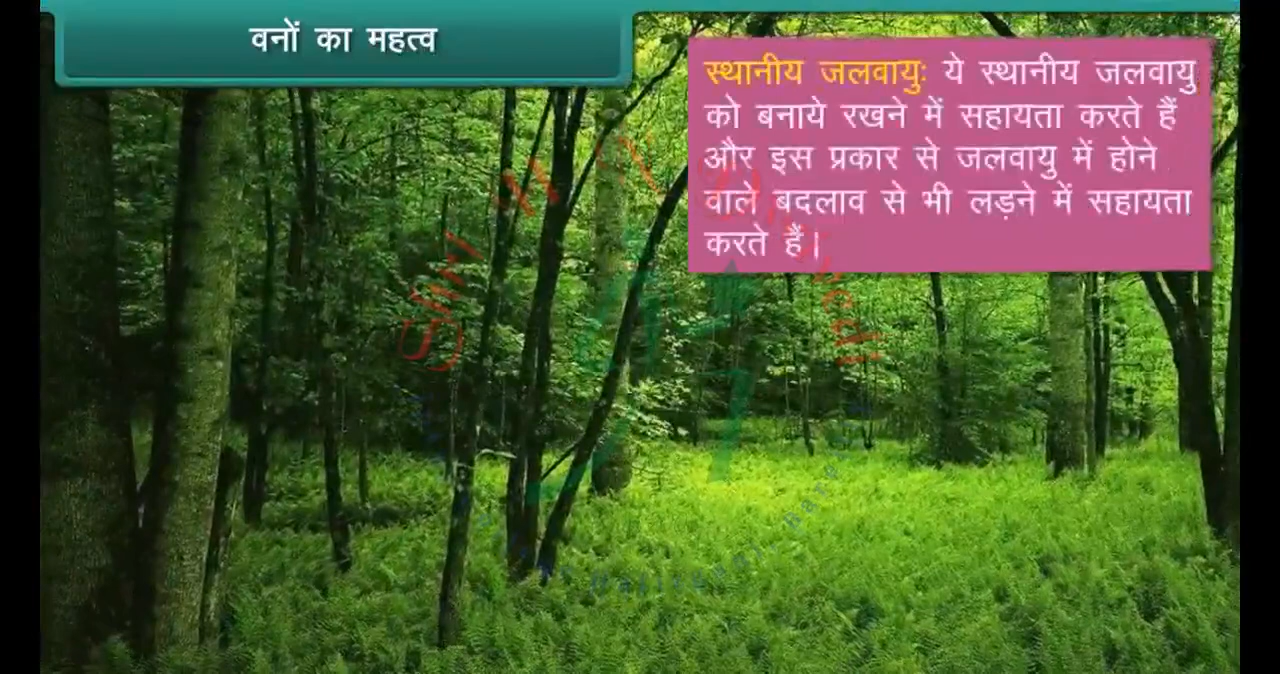 वनों का महत्व
स्थानीय जलवायुः ये स्थानीय जलवायु
को बनाये रखने में सहायता करते हैं
और इस प्रकार से जलवायु में होने
वाले बदलाव से भी लड़ने में सहायता
करते हैं।